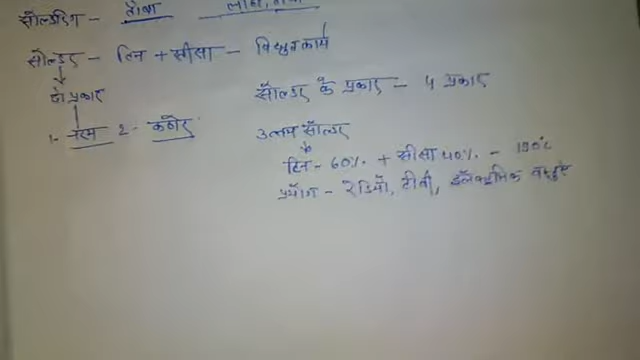 सोल्डरिंग - तांबा
सोल्डर - टिन + सीसा - विद्युत कार्य
दो प्रकार
सॉल्डर के प्रकार - 4 प्रकार
1- नरम 2- कठोर
उत्तम सॉल्डर
टिन - 60% + सीसा 40% - 190°C
प्रयोग - रेडियो, टीवी, इलैक्ट्रानिक वस्तुएं